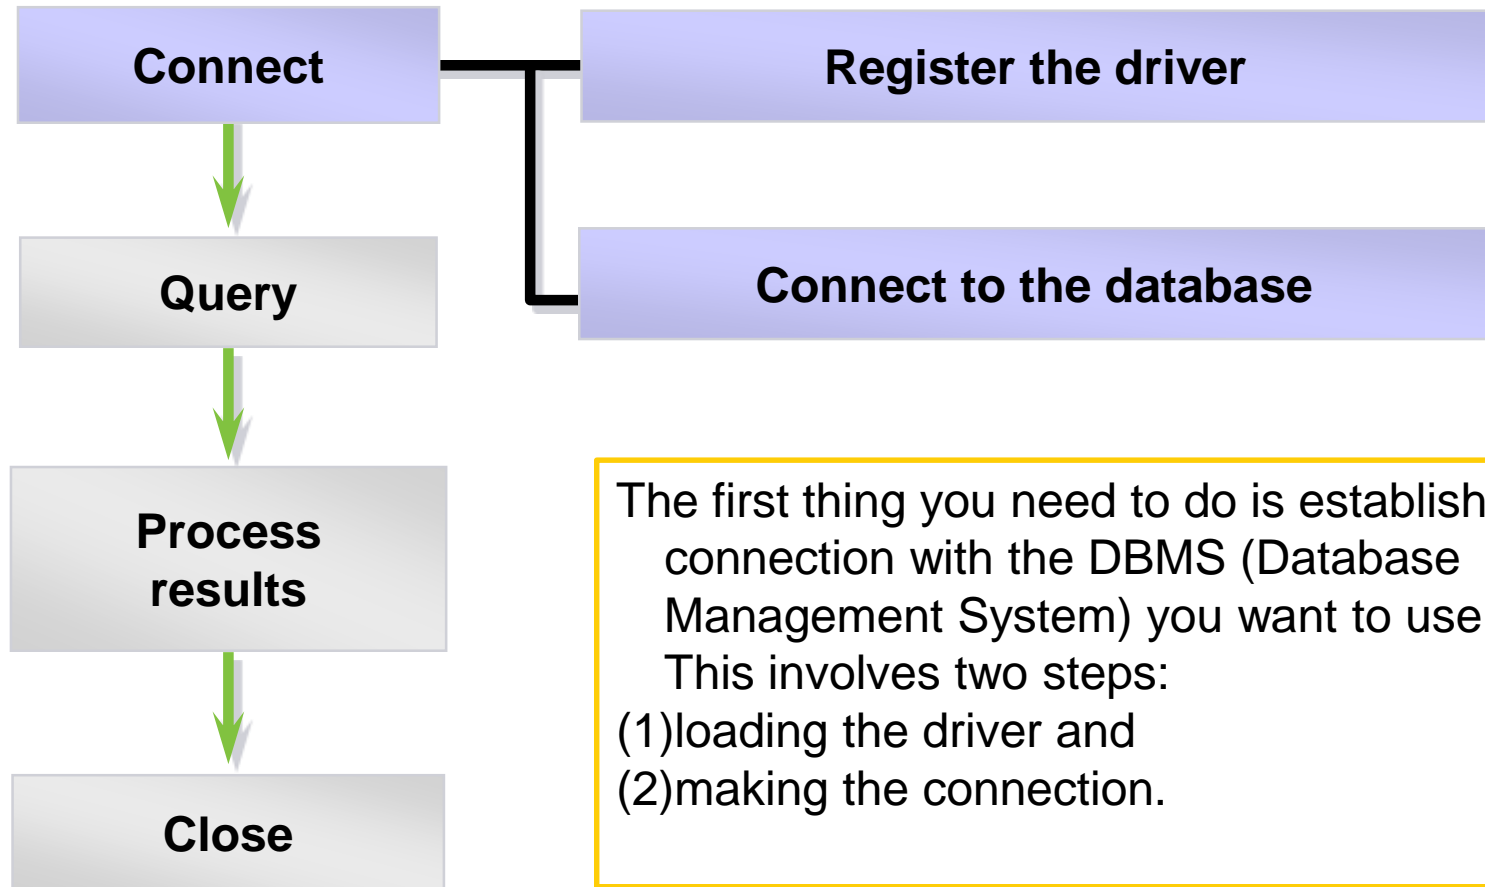 Connect
Register the driver
Query
Connect to the database
Process
results
The first thing you need to do is establish
connection with the DBMS (Database
Management System) you want to use
This involves two steps:
(1)loading the driver and
(2)making the connection.
Close